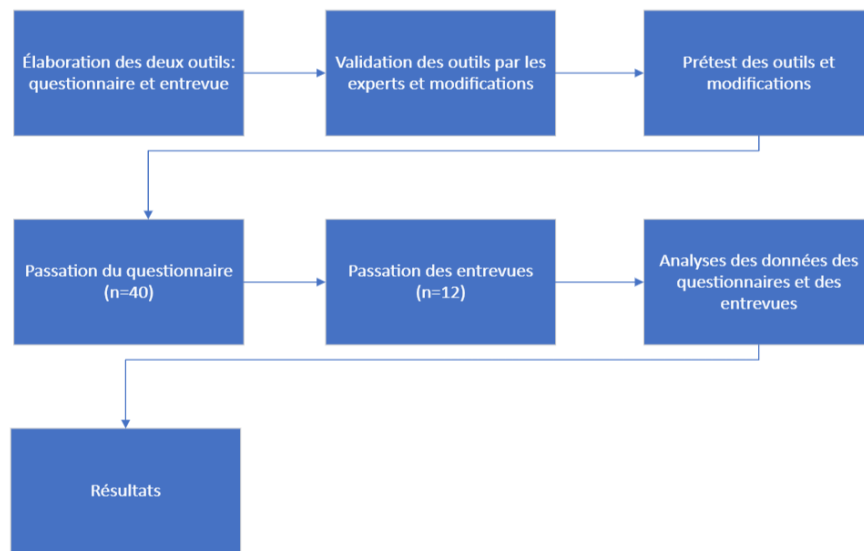 Élaboration des deux outils:
questionnaire et entrevue
Validation des outils par les
experts et modifications
Prétest des outils et
modifications
Passation du questionnaire
(n=40)
Passation des entrevues
(n=12)
Analyses des données des
questionnaires et des
entrevues
Résultats